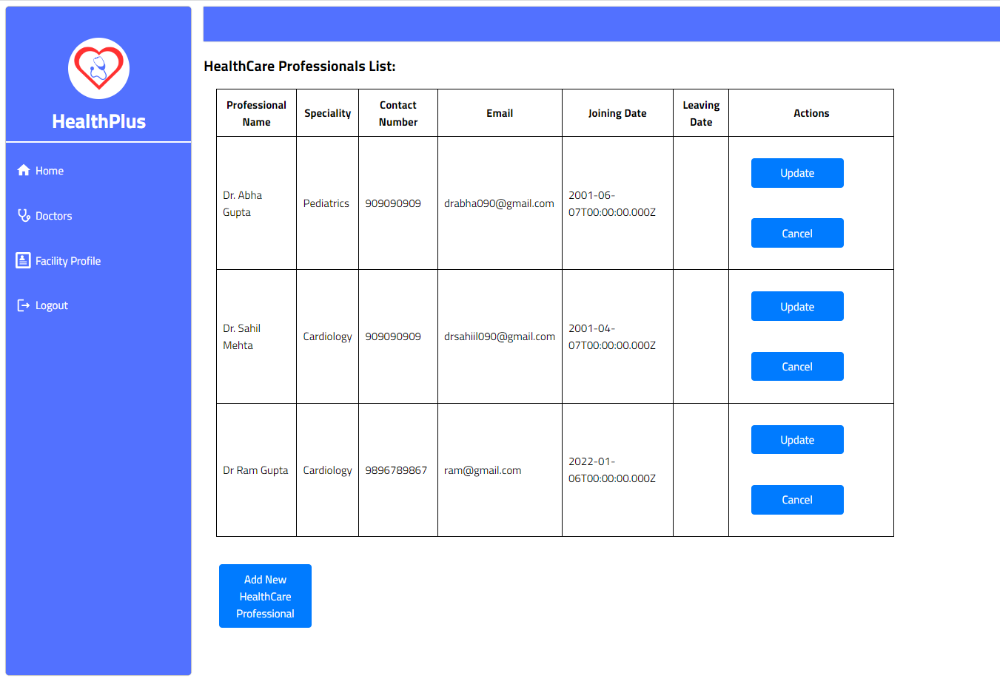 HealthPlus
Home
Doctors
Facility Profile
Logout
HealthCare Professionals List:
Professional
Name
Speciality
Contact
Number
Email
Joining Date
Leaving
Date
Actions
Dr. Abha
Gupta
Pediatrics
909090909
drabha090@gmail.com
2001-06-
07T00:00:00.000Z
Update
Cancel
Dr. Sahil
Mehta
Cardiology
909090909
drsahiil090@gmail.com
2001-04-
07T00:00:00.000Z
Update
Cancel
Dr Ram Gupta
Cardiology
9896789867
ram@gmail.com
2022-01-
06T00:00:00.000Z
Update
Cancel
Add New
HealthCare
Professional